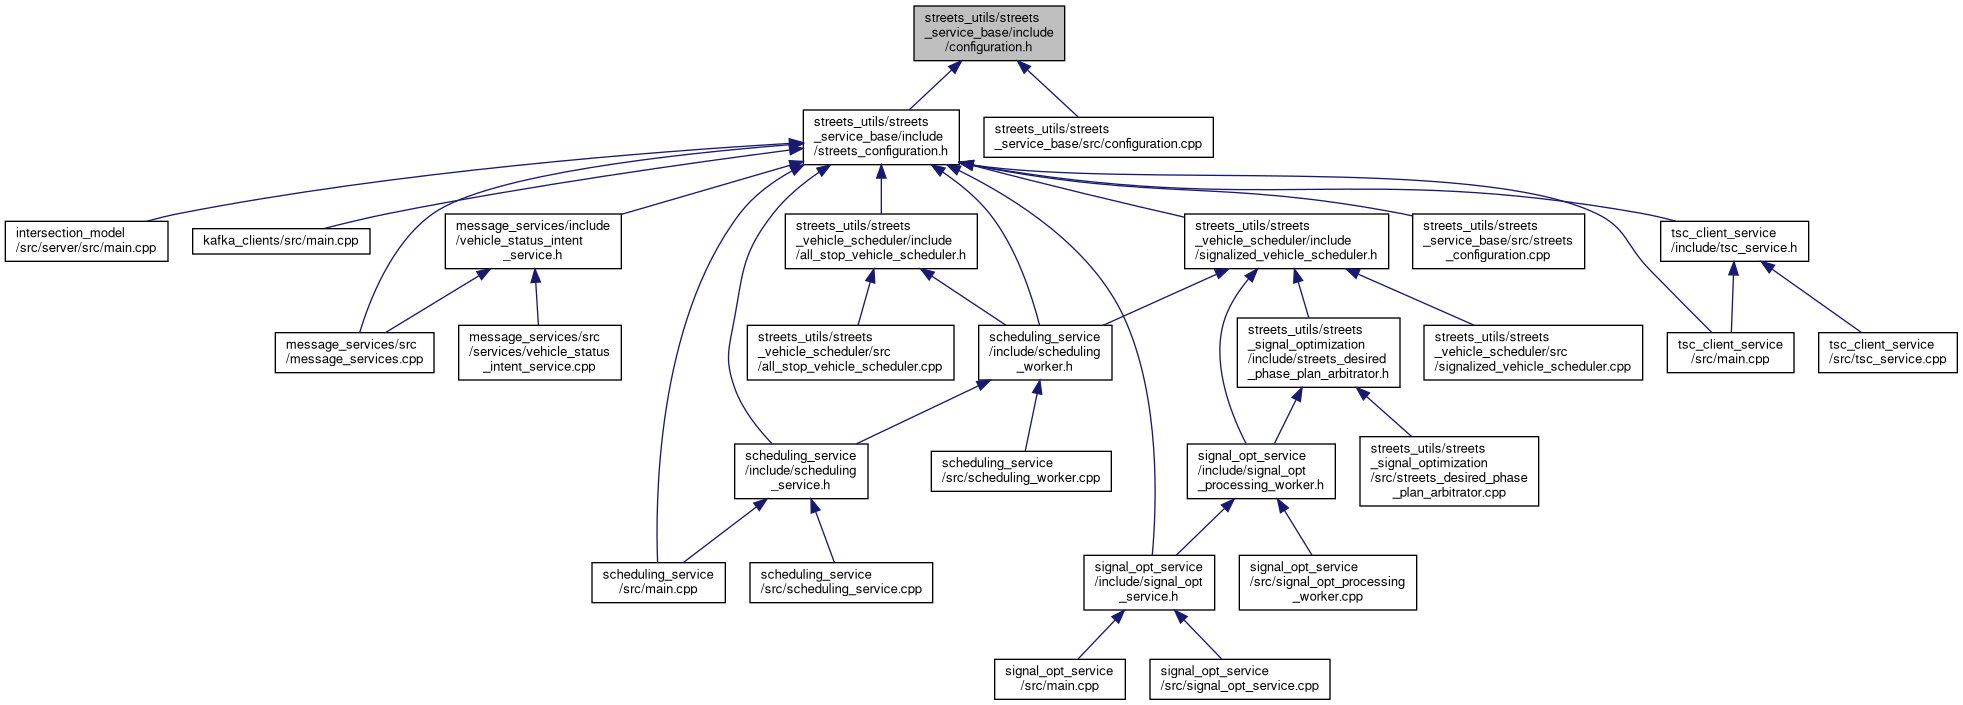 streets_utils/streets
_service_base/include
/configuration.h
streets_utils/streets
_service_base/include
/streets_configuration.h
streets_utils/streets
_service_base/src/configuration.cpp
intersection_model
/src/server/src/main.cpp
kafka_clients/src/main.cpp
message_services/include
/vehicle_status_intent
_service.h
streets_utils/streets
_vehicle_scheduler/include
/all_stop_vehicle_scheduler.h
streets_utils/streets
_vehicle_scheduler/include
/signalized_vehicle_scheduler.h
streets_utils/streets
_service_base/src/streets
_configuration.cpp
tsc_client_service
/include/tsc_service.h
message_services/src
/message_services.cpp
message_services/src
/services/vehicle_status
_intent_service.cpp
streets_utils/streets
_vehicle_scheduler/src
/all_stop_vehicle_scheduler.cpp
scheduling_service
/include/scheduling
_worker.h
streets_utils/streets
_signal_optimization
/include/streets_desired
_phase_plan_arbitrator.h
streets_utils/streets
_vehicle_scheduler/src
/signalized_vehicle_scheduler.cpp
tsc_client_service
/src/main.cpp
tsc_client_service
/src/tsc_service.cpp
scheduling_service
/include/scheduling
_service.h
scheduling_service
/src/scheduling_worker.cpp
signal_opt_service
/include/signal_opt
_processing_worker.h
streets_utils/streets
_signal_optimization
/src/streets_desired_phase
_plan_arbitrator.cpp
scheduling_service
/src/main.cpp
scheduling_service
/src/scheduling_service.cpp
signal_opt_service
/include/signal_opt
_service.h
signal_opt_service
/src/signal_opt_processing
_worker.cpp
signal_opt_service
/src/main.cpp
signal_opt_service
/src/signal_opt_service.cpp